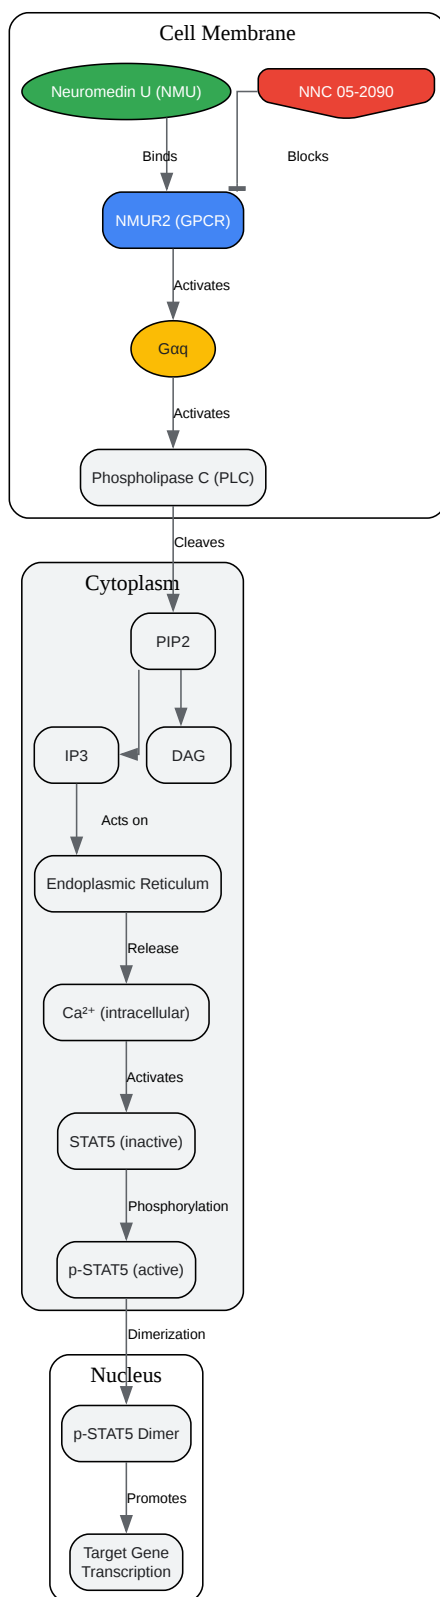 Cell Membrane
Neuromedin U (NMU)
NNC 05-2090
Binds
Blocks
NMUR2 (GPCR)
Activates
Gαq
Activates
Phospholipase C (PLC)
Cleaves
Cytoplasm
PIP2
IP3
DAG
Acts on
Endoplasmic Reticulum
Release
Ca²⁺ (intracellular)
Activates
STAT5 (inactive)
Phosphorylation
p-STAT5 (active)
Dimerization
Nucleus
p-STAT5 Dimer
Promotes
Target Gene
Transcription